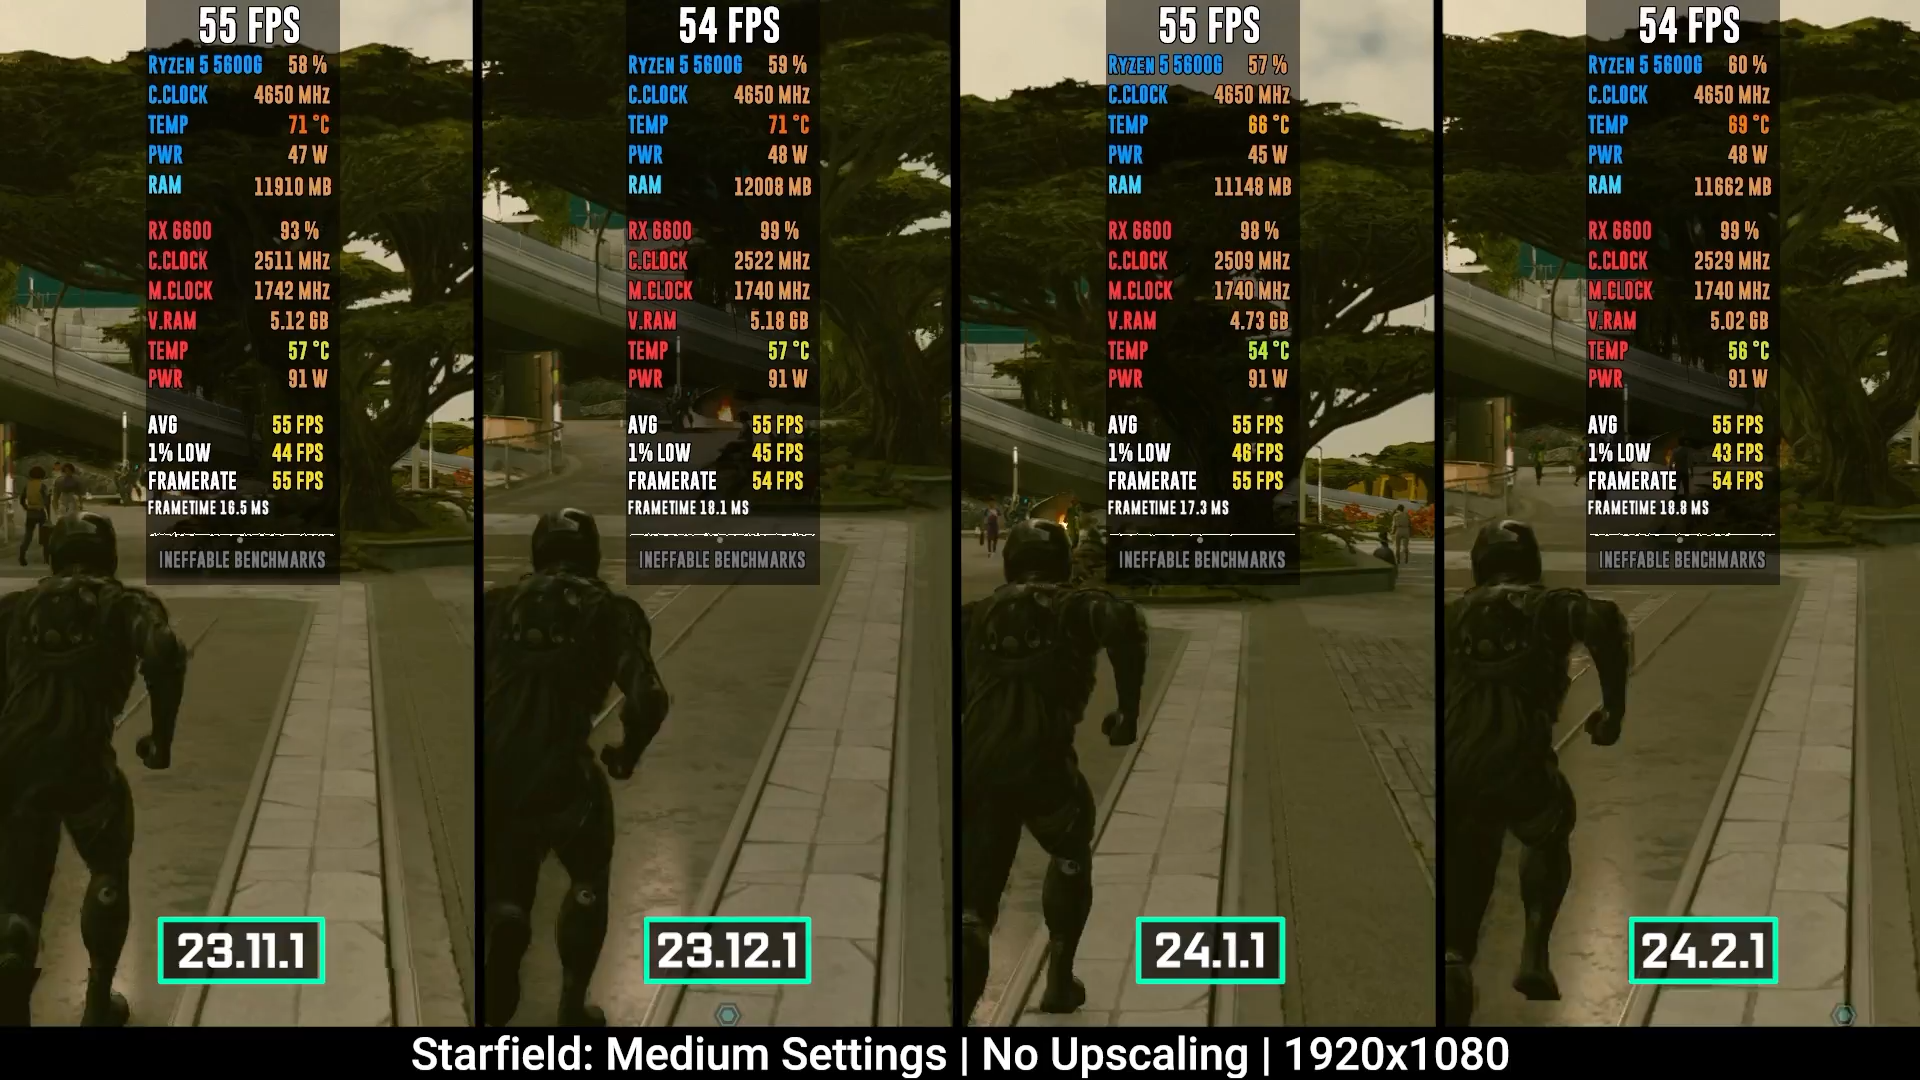 55 FPS
RYZEN 5 5600G 58 %
C.CLOCK 4650 MHZ
TEMP 71 °C
PWR 47 W
RAM 11910 MB
RX 6600 93 %
C.CLOCK 2511 MHZ
M.CLOCK 1742 MHZ
V.RAM 5.12 GB
TEMP 57 °C
PWR 91 W
AVG 55 FPS
1% LOW 44 FPS
FRAMERATE 55 FPS
FRAMETIME 16.5 MS
INEFFABLE BENCHMARKS
23.11.1
54 FPS
RYZEN 5 5600G 59 %
C.CLOCK 4650 MHZ
TEMP 71 °C
PWR 48 W
RAM 12008 MB
RX 6600 99 %
C.CLOCK 2522 MHZ
M.CLOCK 1740 MHZ
V.RAM 5.18 GB
TEMP 57 °C
PWR 91 W
AVG 55 FPS
1% LOW 45 FPS
FRAMERATE 54 FPS
FRAMETIME 18.1 MS
INEFFABLE BENCHMARKS
23.12.1
55 FPS
RYZEN 5 5600G 57 %
C.CLOCK 4650 MHZ
TEMP 66 °C
PWR 45 W
RAM 11148 MB
RX 6600 98 %
C.CLOCK 2509 MHZ
M.CLOCK 1740 MHZ
V.RAM 4.73 GB
TEMP 54 °C
PWR 91 W
AVG 55 FPS
1% LOW 46 FPS
FRAMERATE 55 FPS
FRAMETIME 17.3 MS
INEFFABLE BENCHMARKS
24.1.1
54 FPS
RYZEN 5 5600G 60 %
C.CLOCK 4650 MHZ
TEMP 69 °C
PWR 48 W
RAM 11662 MB
RX 6600 99 %
C.CLOCK 2529 MHZ
M.CLOCK 1740 MHZ
V.RAM 5.02 GB
TEMP 56 °C
PWR 91 W
AVG 55 FPS
1% LOW 43 FPS
FRAMERATE 54 FPS
FRAMETIME 18.8 MS
INEFFABLE BENCHMARKS
24.2.1
Starfield: Medium Settings | No Upscaling | 1920x1080